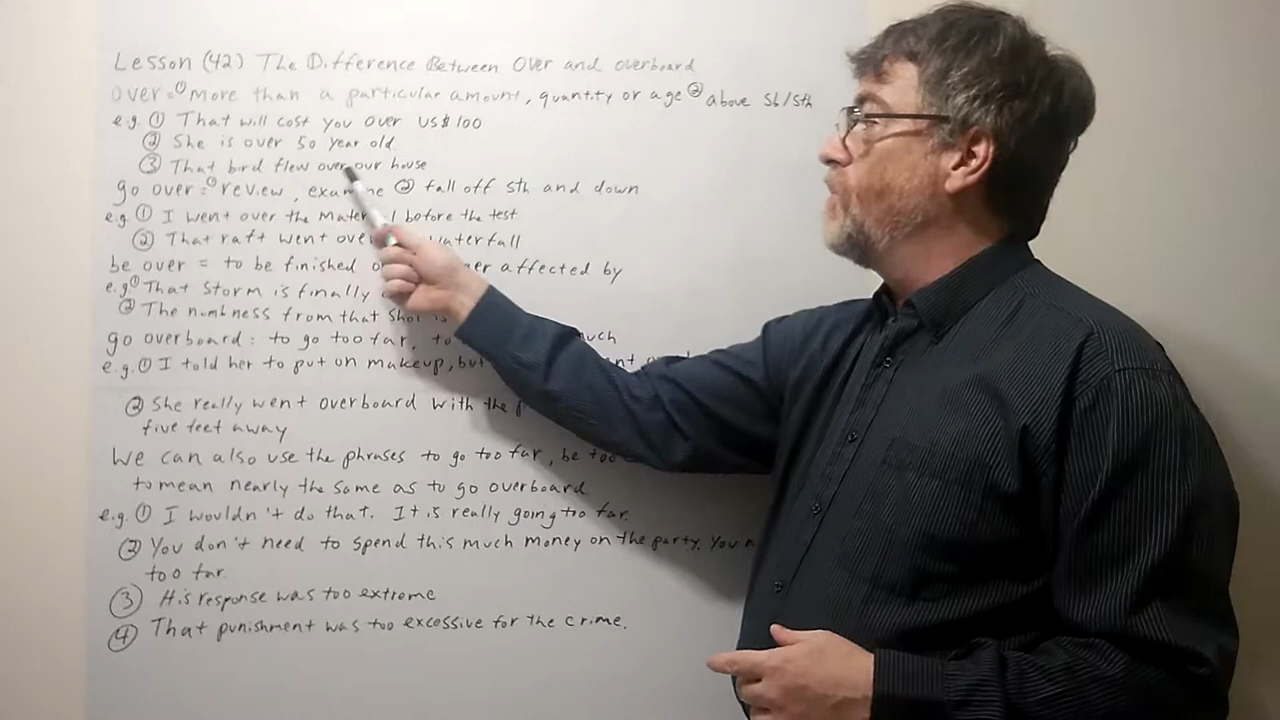 Lesson (42) The Difference Between Over and overboard
Over = ① more than a particular amount, quantity or age ② above sb/sth
e.g. ① That will cost you over US$100
② She is over 50 year old
③ That bird flew over our house
go over = ① review, examine ② fall off sth and down
e.g. ① I went over the before the test
② That raft went waterfall
be over = to be finished affected by
e.g ① That storm is finally
② The numbness from that shot is
go overboard : to go too far, much
e.g. ① I told her to put on makeup, but
② She really went overboard with the
five feet away
We can also use the phrases to go too far, be too
to mean nearly the same as to go overboard
e.g. ① I wouldn't do that. It is really going too far.
② You don't need to spend this much money on the party. You
too far.
③ His response was too extreme
④ That punishment was too excessive for the crime.